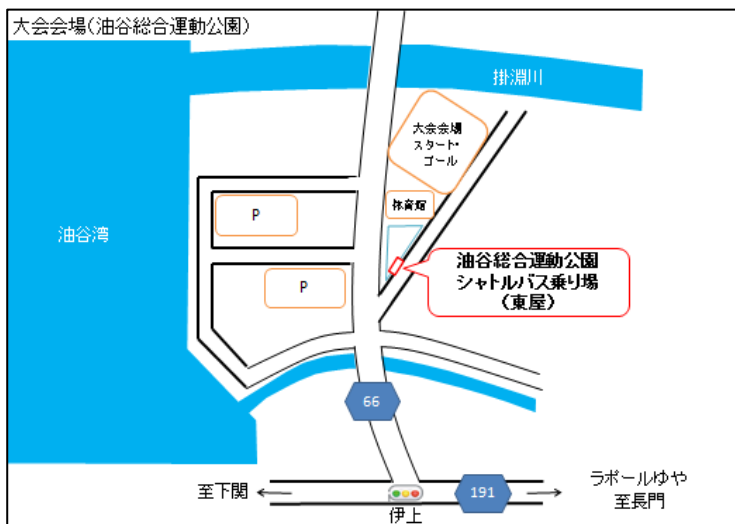 大会会場(油谷総合運動公園)
掛淵川
大会会場
スタート・
ゴール
体育館
P
油谷湾
油谷総合運動公園
シャトルバス乗り場
(東屋)
P
66
191
ラポールゆや
至長門
至下関
伊上